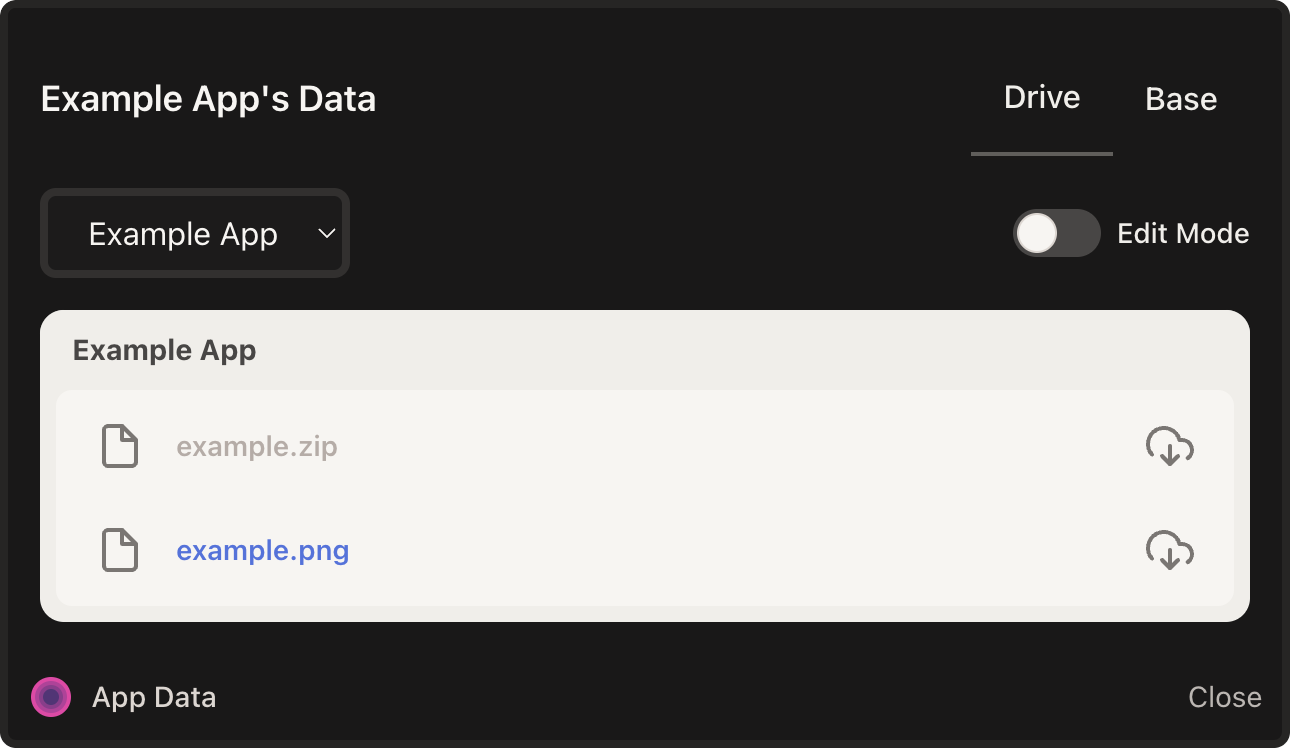 Example App's Data
Drive
Base
Example App
Edit Mode
Example App
example.zip
example.png
App Data
Close